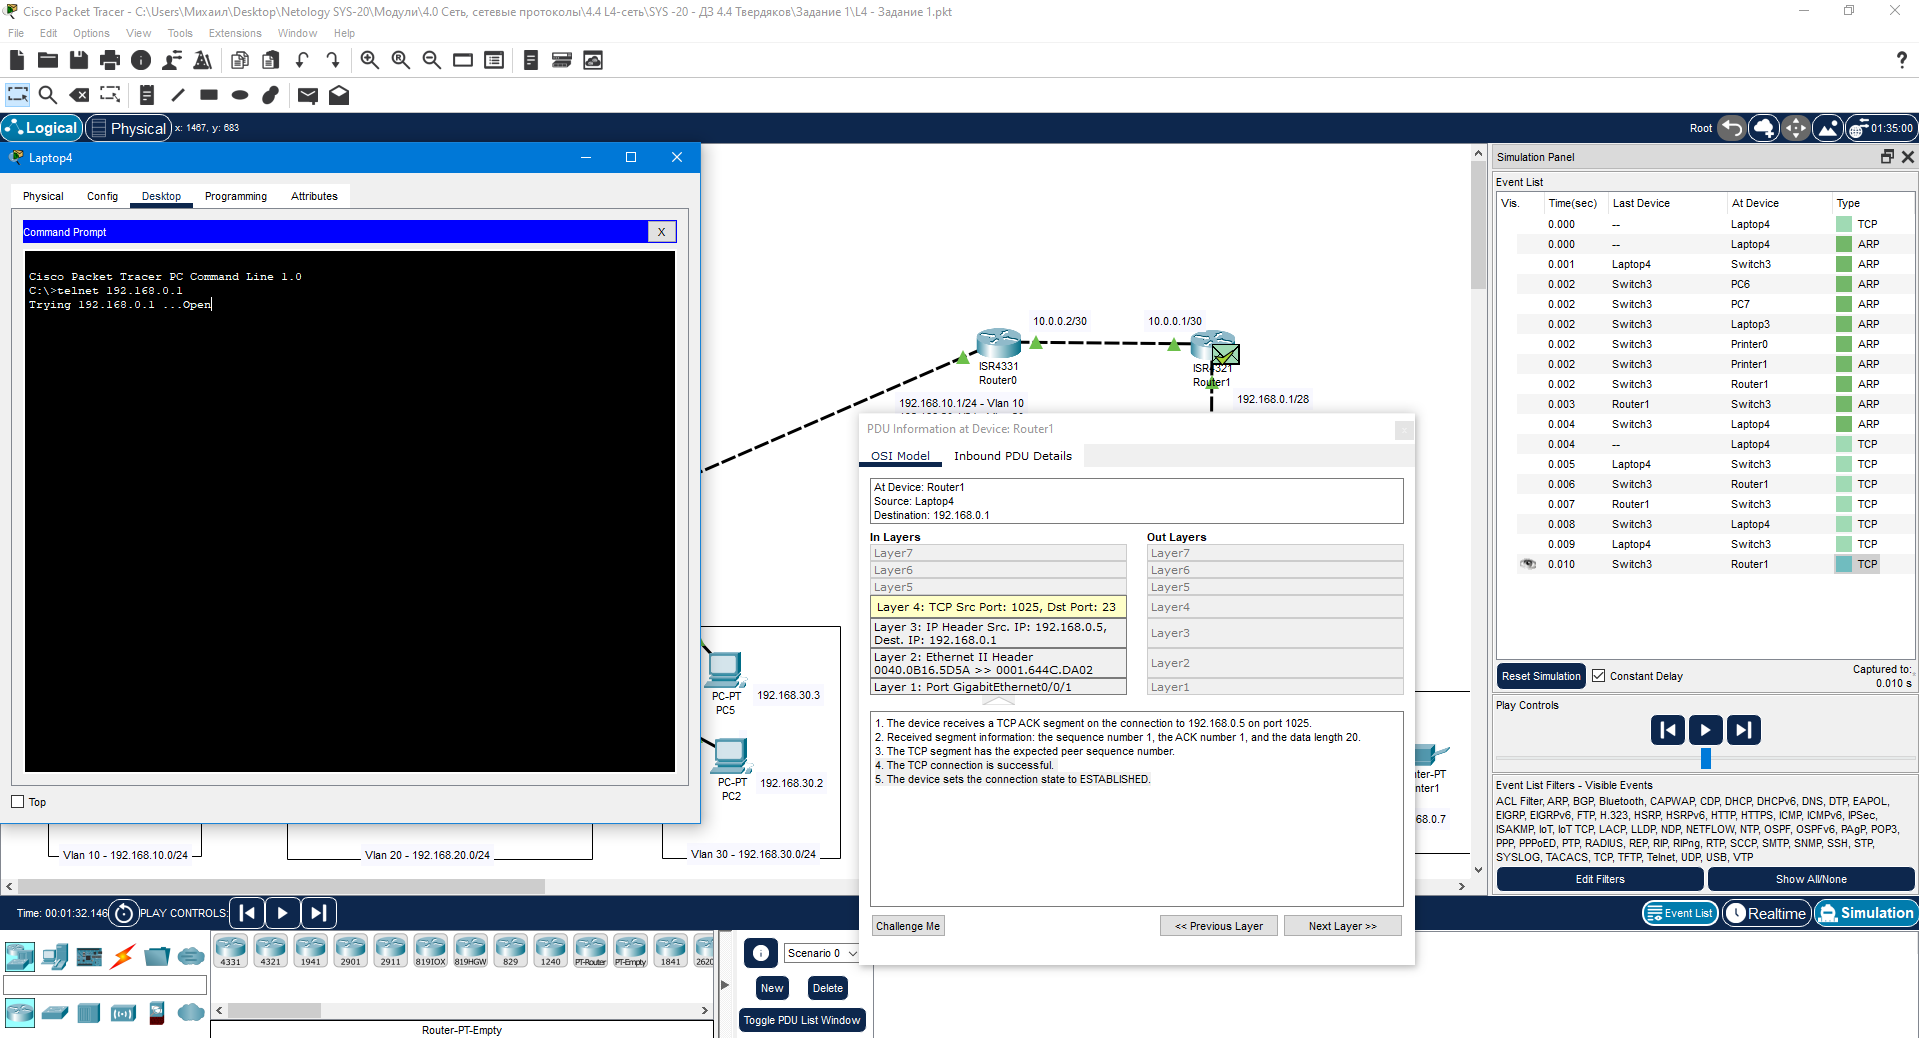 Cisco Packet Tracer - C:\Users\Михаил\Desktop\Netology SYS-20\Модули\4.0 Сеть, сетевые протоколы\4.4 L4-сеть\SYS -20 - ДЗ 4.4 Твердяков\Задание 1\L4 - Задание 1.pkt
File Edit Options View Tools Extensions Window Help
Logical Physical x: 1467, y: 683
Root 01:35:00
Laptop4
Physical Config Desktop Programming Attributes
Command Prompt X
Cisco Packet Tracer PC Command Line 1.0
C:\>telnet 192.168.0.1
Trying 192.168.0.1 ...Open
Top
10.0.0.2/30
10.0.0.1/30
ISR4331
Router0
ISR4321
Router1
192.168.10.1/24 - Vlan 10
192.168.0.1/28
PC-PT
PC5
192.168.30.3
PC-PT
PC2
192.168.30.2
Vlan 10 - 192.168.10.0/24
Vlan 20 - 192.168.20.0/24
Vlan 30 - 192.168.30.0/24
ter-PT
nter1
68.0.7
PDU Information at Device: Router1
OSI Model Inbound PDU Details
At Device: Router1
Source: Laptop4
Destination: 192.168.0.1
In Layers
Layer7
Layer6
Layer5
Layer 4: TCP Src Port: 1025, Dst Port: 23
Layer 3: IP Header Src. IP: 192.168.0.5,
Dest. IP: 192.168.0.1
Layer 2: Ethernet II Header
0040.0B16.5D5A >> 0001.644C.DA02
Layer 1: Port GigabitEthernet0/0/1
Out Layers
Layer7
Layer6
Layer5
Layer4
Layer3
Layer2
Layer1
1. The device receives a TCP ACK segment on the connection to 192.168.0.5 on port 1025.
2. Received segment information: the sequence number 1, the ACK number 1, and the data length 20.
3. The TCP segment has the expected peer sequence number.
4. The TCP connection is successful.
5. The device sets the connection state to ESTABLISHED.
Challenge Me << Previous Layer Next Layer >>
Simulation Panel
Event List
Vis. Time(sec) Last Device At Device Type
0.000 -- Laptop4 TCP
0.000 -- Laptop4 ARP
0.001 Laptop4 Switch3 ARP
0.002 Switch3 PC6 ARP
0.002 Switch3 PC7 ARP
0.002 Switch3 Laptop3 ARP
0.002 Switch3 Printer0 ARP
0.002 Switch3 Printer1 ARP
0.002 Switch3 Router1 ARP
0.003 Router1 Switch3 ARP
0.004 Switch3 Laptop4 ARP
0.004 -- Laptop4 TCP
0.005 Laptop4 Switch3 TCP
0.006 Switch3 Router1 TCP
0.007 Router1 Switch3 TCP
0.008 Switch3 Laptop4 TCP
0.009 Laptop4 Switch3 TCP
0.010 Switch3 Router1 TCP
Reset Simulation Constant Delay
Captured to:
0.010 s
Play Controls
Event List Filters - Visible Events
ACL Filter, ARP, BGP, Bluetooth, CAPWAP, CDP, DHCP, DHCPv6, DNS, DTP, EAPOL,
EIGRP, EIGRPv6, FTP, H.323, HSRP, HSRPv6, HTTP, HTTPS, ICMP, ICMPv6, IPSec,
ISAKMP, IoT, IoT TCP, LACP, LLDP, NDP, NETFLOW, NTP, OSPF, OSPFv6, PAgP, POP3,
PPP, PPPoED, PTP, RADIUS, REP, RIP, RIPng, RTP, SCCP, SMTP, SNMP, SSH, STP,
SYSLOG, TACACS, TCP, TFTP, Telnet, UDP, USB, VTP
Edit Filters Show All/None
Time: 00:01:32.146 PLAY CONTROLS:
Event List Realtime Simulation
4331 4321 1941 2901 2911 819IOX 819HGW 829 1240 PT-Router PT-Empty 1841 2620
Router-PT-Empty
Scenario 0
New Delete
Toggle PDU List Window